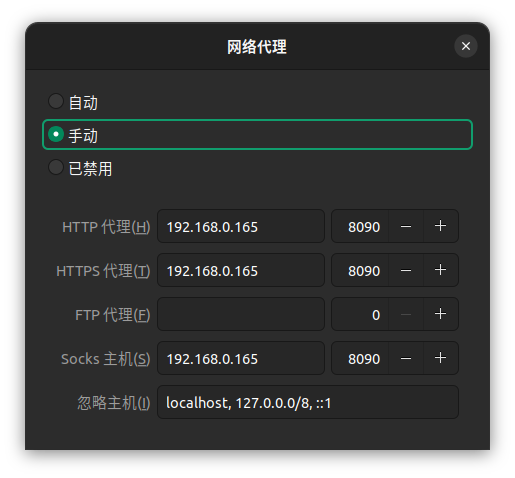 网络代理
自动
手动
已禁用
HTTP 代理(H) 192.168.0.165 8090 − +
HTTPS 代理(T) 192.168.0.165 8090 − +
FTP 代理(F) 0 − +
Socks 主机(S) 192.168.0.165 8090 − +
忽略主机(I) localhost, 127.0.0.0/8, ::1